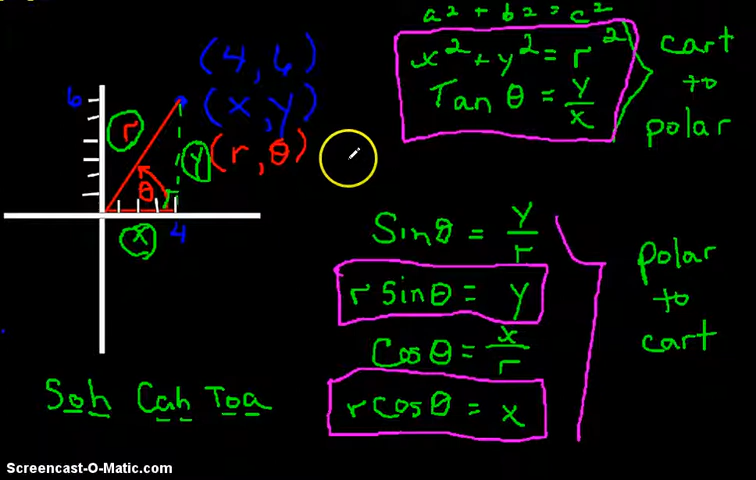 a² + b² = c²
x² + y² = r²
Tan θ = y/x
cart
to
polar
(4, 6)
(x, y)
(r, θ)
6
r
y
θ
x
4
Sin θ = y/r
r Sin θ = y
Cos θ = x/r
r Cos θ = x
polar
to
cart
Soh Cah Toa
Screencast-O-Matic.com